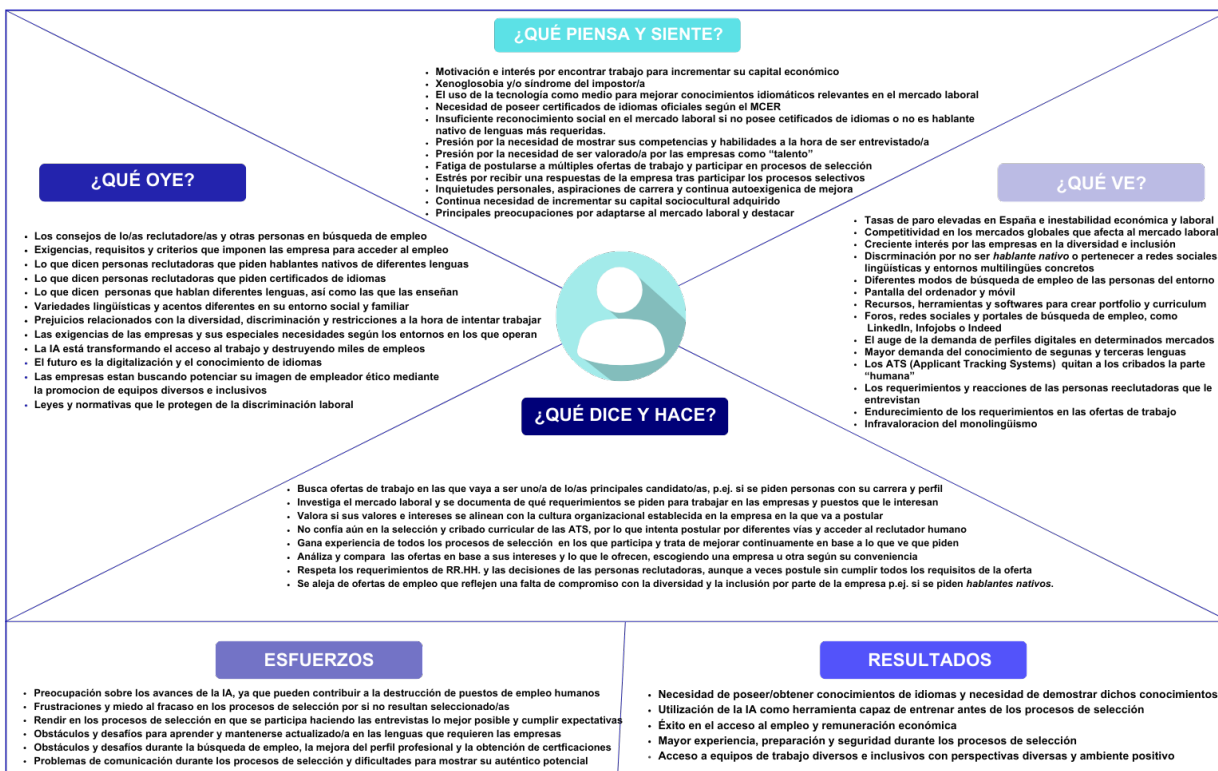 ¿QUÉ PIENSA Y SIENTE?
• Motivación e interés por encontrar trabajo para incrementar su capital económico
• Xenoglosobia y/o síndrome del impostor/a
• El uso de la tecnología como medio para mejorar conocimientos idiomáticos relevantes en el mercado laboral
• Necesidad de poseer certificados de idiomas oficiales según el MCER
• Insuficiente reconocimiento social en el mercado laboral si no posee cetificados de idiomas o no es hablante
nativo de lenguas más requeridas.
• Presión por la necesidad de mostrar sus competencias y habilidades a la hora de ser entrevistado/a
• Presión por la necesidad de ser valorado/a por las empresas como “talento”
• Fatiga de postularse a múltiples ofertas de trabajo y participar en procesos de selección
• Estrés por recibir una respuestas de la empresa tras participar los procesos selectivos
• Inquietudes personales, aspiraciones de carrera y continua autoexigenica de mejora
• Continua necesidad de incrementar su capital sociocultural adquirido
• Principales preocupaciones por adaptarse al mercado laboral y destacar
¿QUÉ OYE?
• Los consejos de lo/as reclutadore/as y otras personas en búsqueda de empleo
• Exigencias, requisitos y criterios que imponen las empresa para acceder al empleo
• Lo que dicen personas reclutadoras que piden hablantes nativos de diferentes lenguas
• Lo que dicen personas reclutadoras que piden certificados de idiomas
• Lo que dicen personas que hablan diferentes lenguas, así como las que las enseñan
• Variedades lingüísticas y acentos diferentes en su entorno social y familiar
• Prejuicios relacionados con la diversidad, discriminación y restricciones a la hora de intentar trabajar
• Las exigencias de las empresas y sus especiales necesidades según los entornos en los que operan
• La IA está transformando el acceso al trabajo y destruyendo miles de empleos
• El futuro es la digitalización y el conocimiento de idiomas
• Las empresas estan buscando potenciar su imagen de empleador ético mediante
la promocion de equipos diversos e inclusivos
• Leyes y normativas que le protegen de la discriminación laboral
¿QUÉ VE?
• Tasas de paro elevadas en España e inestabilidad económica y laboral
• Competitividad en los mercados globales que afecta al mercado laboral
• Creciente interés por las empresas en la diversidad e inclusión
• Discrminación por no ser hablante nativo o pertenecer a redes sociales
lingüísticas y entornos multilingües concretos
• Diferentes modos de búsqueda de empleo de las personas del entorno
• Pantalla del ordenador y móvil
• Recursos, herramientas y softwares para crear portfolio y curriculum
• Foros, redes sociales y portales de búsqueda de empleo, como
LinkedIn, Infojobs o Indeed
• El auge de la demanda de perfiles digitales en determinados mercados
• Mayor demanda del conocimiento de segunas y terceras lenguas
• Los ATS (Applicant Tracking Systems) quitan a los cribados la parte
“humana”
• Los requerimientos y reacciones de las personas reeclutadoras que le
entrevistan
• Endurecimiento de los requerimientos en las ofertas de trabajo
• Infravaloracion del monolingüismo
¿QUÉ DICE Y HACE?
• Busca ofertas de trabajo en las que vaya a ser uno/a de lo/as principales candidato/as, p.ej. si se piden personas con su carrera y perfil
• Investiga el mercado laboral y se documenta de qué requerimientos se piden para trabajar en las empresas y puestos que le interesan
• Valora si sus valores e intereses se alinean con la cultura organizacional establecida en la empresa en la que va a postular
• No confía aún en la selección y cribado curricular de las ATS, por lo que intenta postular por diferentes vías y acceder al reclutador humano
• Gana experiencia de todos los procesos de selección en los que participa y trata de mejorar continuamente en base a lo que ve que piden
• Análiza y compara las ofertas en base a sus intereses y lo que le ofrecen, escogiendo una empresa u otra según su conveniencia
• Respeta los requerimientos de RR.HH. y las decisiones de las personas reclutadoras, aunque a veces postule sin cumplir todos los requisitos de la oferta
• Se aleja de ofertas de empleo que reflejen una falta de compromiso con la diversidad y la inclusión por parte de la empresa p.ej. si se piden hablantes nativos.
ESFUERZOS
• Preocupación sobre los avances de la IA, ya que pueden contribuir a la destrucción de puestos de empleo humanos
• Frustraciones y miedo al fracaso en los procesos de selección por si no resultan seleccionado/as
• Rendir en los procesos de selección en que se participa haciendo las entrevistas lo mejor posible y cumplir expectativas
• Obstáculos y desafíos para aprender y mantenerse actualizado/a en las lenguas que requieren las empresas
• Obstáculos y desafíos durante la búsqueda de empleo, la mejora del perfil profesional y la obtención de certficaciones
• Problemas de comunicación durante los procesos de selección y dificultades para mostrar su auténtico potencial
RESULTADOS
• Necesidad de poseer/obtener conocimientos de idiomas y necesidad de demostrar dichos conocimientos
• Utilización de la IA como herramienta capaz de entrenar antes de los procesos de selección
• Éxito en el acceso al empleo y remuneración económica
• Mayor experiencia, preparación y seguridad durante los procesos de selección
• Acceso a equipos de trabajo diversos e inclusivos con perspectivas diversas y ambiente positivo